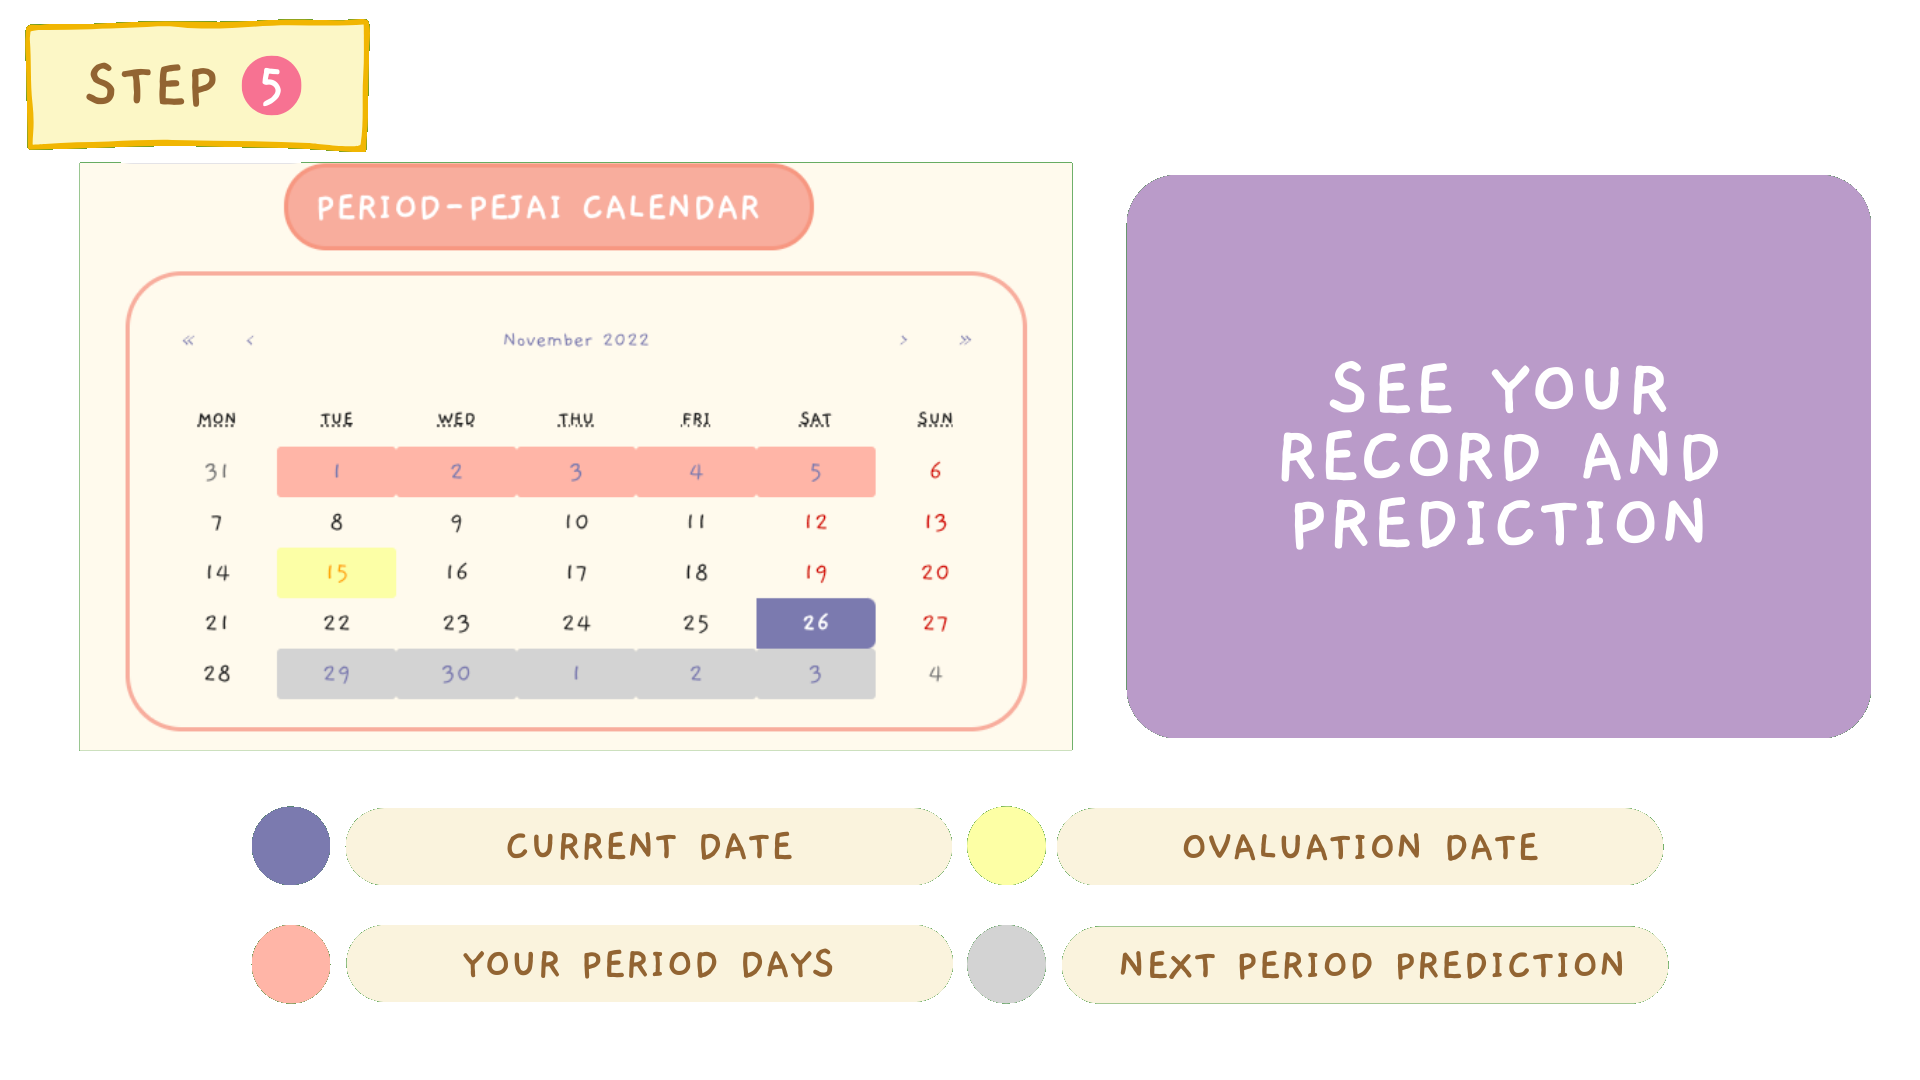 STEP 5
PERIOD-PEJAI CALENDAR
« ‹ November 2022 › »
MON TUE WED THU FRI SAT SUN
31 1 2 3 4 5 6
7 8 9 10 11 12 13
14 15 16 17 18 19 20
21 22 23 24 25 26 27
28 29 30 1 2 3 4
SEE YOUR
RECORD AND
PREDICTION
CURRENT DATE
OVALUATION DATE
YOUR PERIOD DAYS
NEXT PERIOD PREDICTION